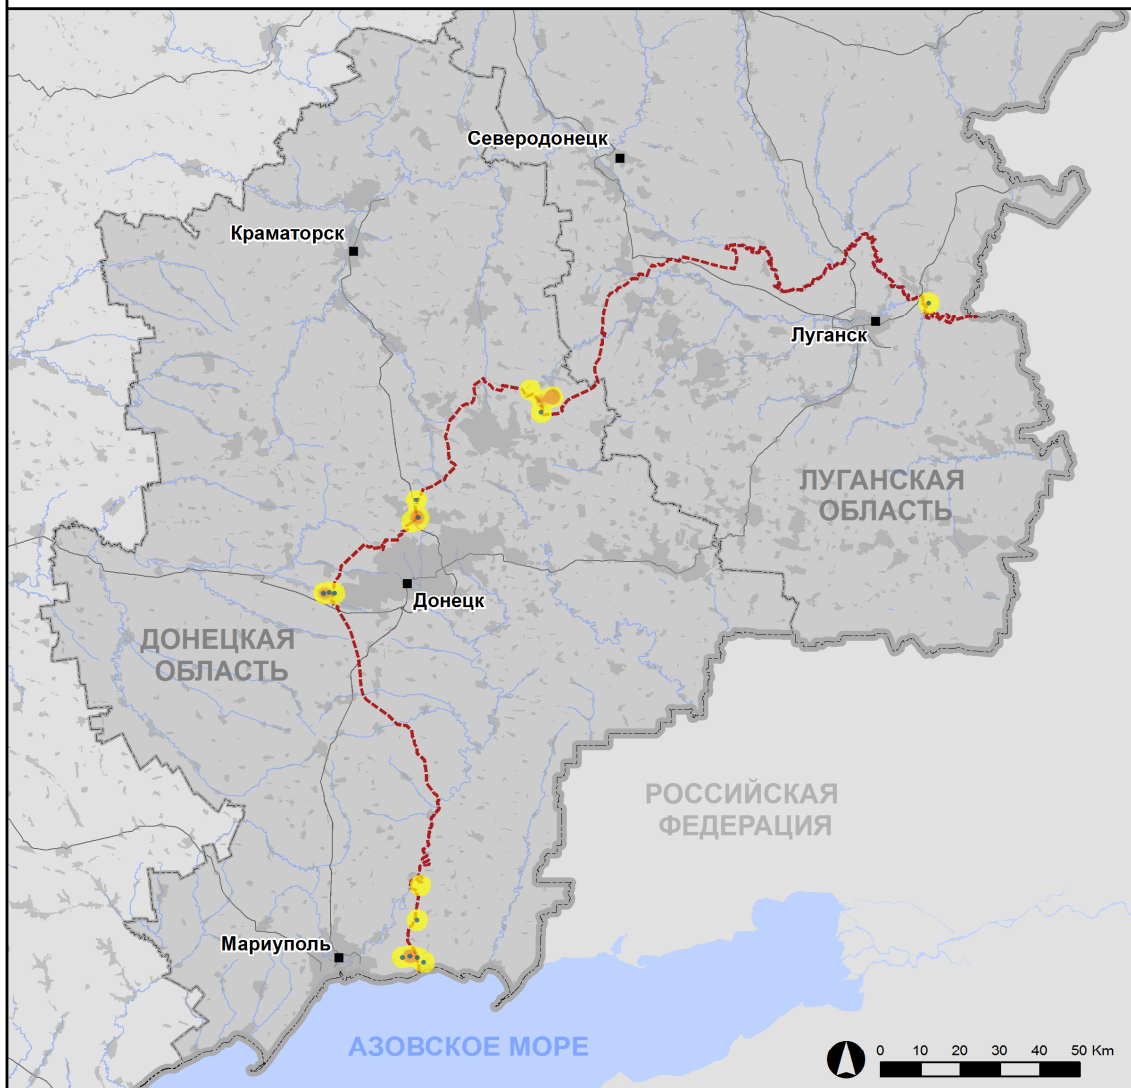 Северодонецк
Краматорск
Луганск
ЛУГАНСКАЯ
ОБЛАСТЬ
Донецк
ДОНЕЦКАЯ
ОБЛАСТЬ
РОССИЙСКАЯ
ФЕДЕРАЦИЯ
Мариуполь
АЗОВСКОЕ МОРЕ
0 10 20 30 40 50 Km